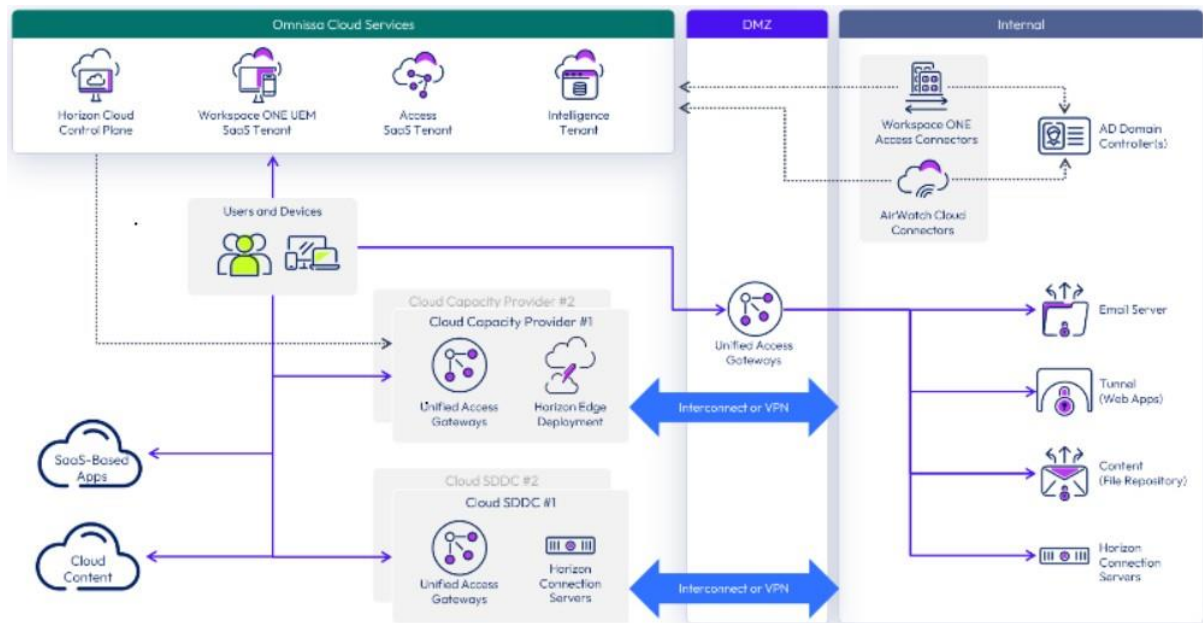 Omnissa Cloud Services
DMZ
Internal
Horizon Cloud
Control Plane
Workspace ONE UEM
SaaS Tenant
Access
SaaS Tenant
Intelligence
Tenant
Workspace ONE
Access Connectors
AD Domain
Controller(s)
AirWatch Cloud
Connectors
Users and Devices
Cloud Capacity Provider #2
Cloud Capacity Provider #1
Unified Access
Gateways
Horizon Edge
Deployment
Unified Access
Gateways
Email Server
Interconnect or VPN
Tunnel
(Web Apps)
SaaS-Based
Apps
Content
(File Repository)
Cloud SDDC #2
Cloud SDDC #1
Cloud
Content
Unified Access
Gateways
Horizon
Connection
Servers
Interconnect or VPN
Horizon
Connection
Servers